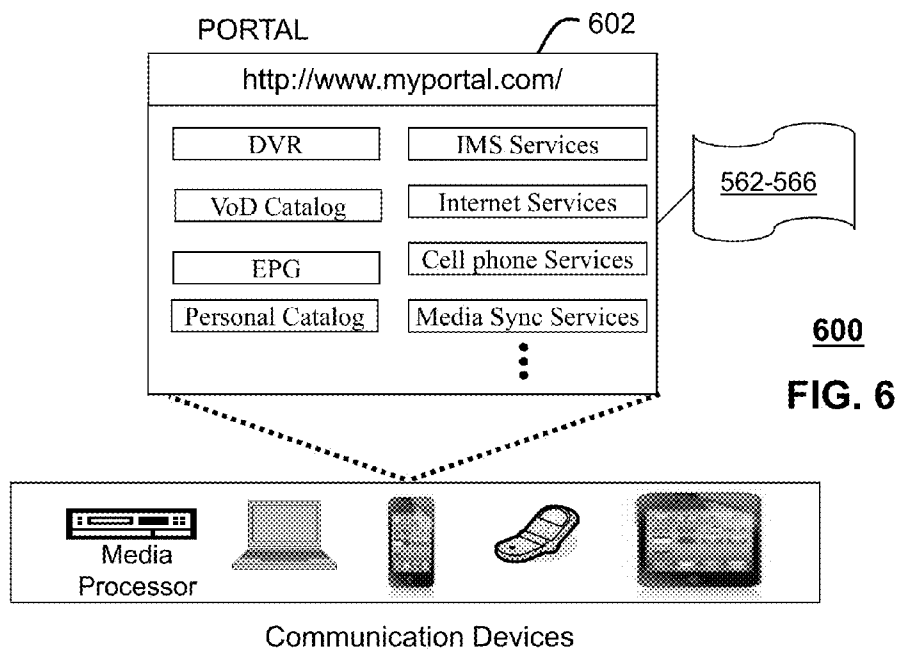 PORTAL
602
http://www.myportal.com/
DVR
IMS Services
VoD Catalog
Internet Services
EPG
Cell phone Services
Personal Catalog
Media Sync Services
562-566
600
FIG. 6
Media
Processor
Communication Devices